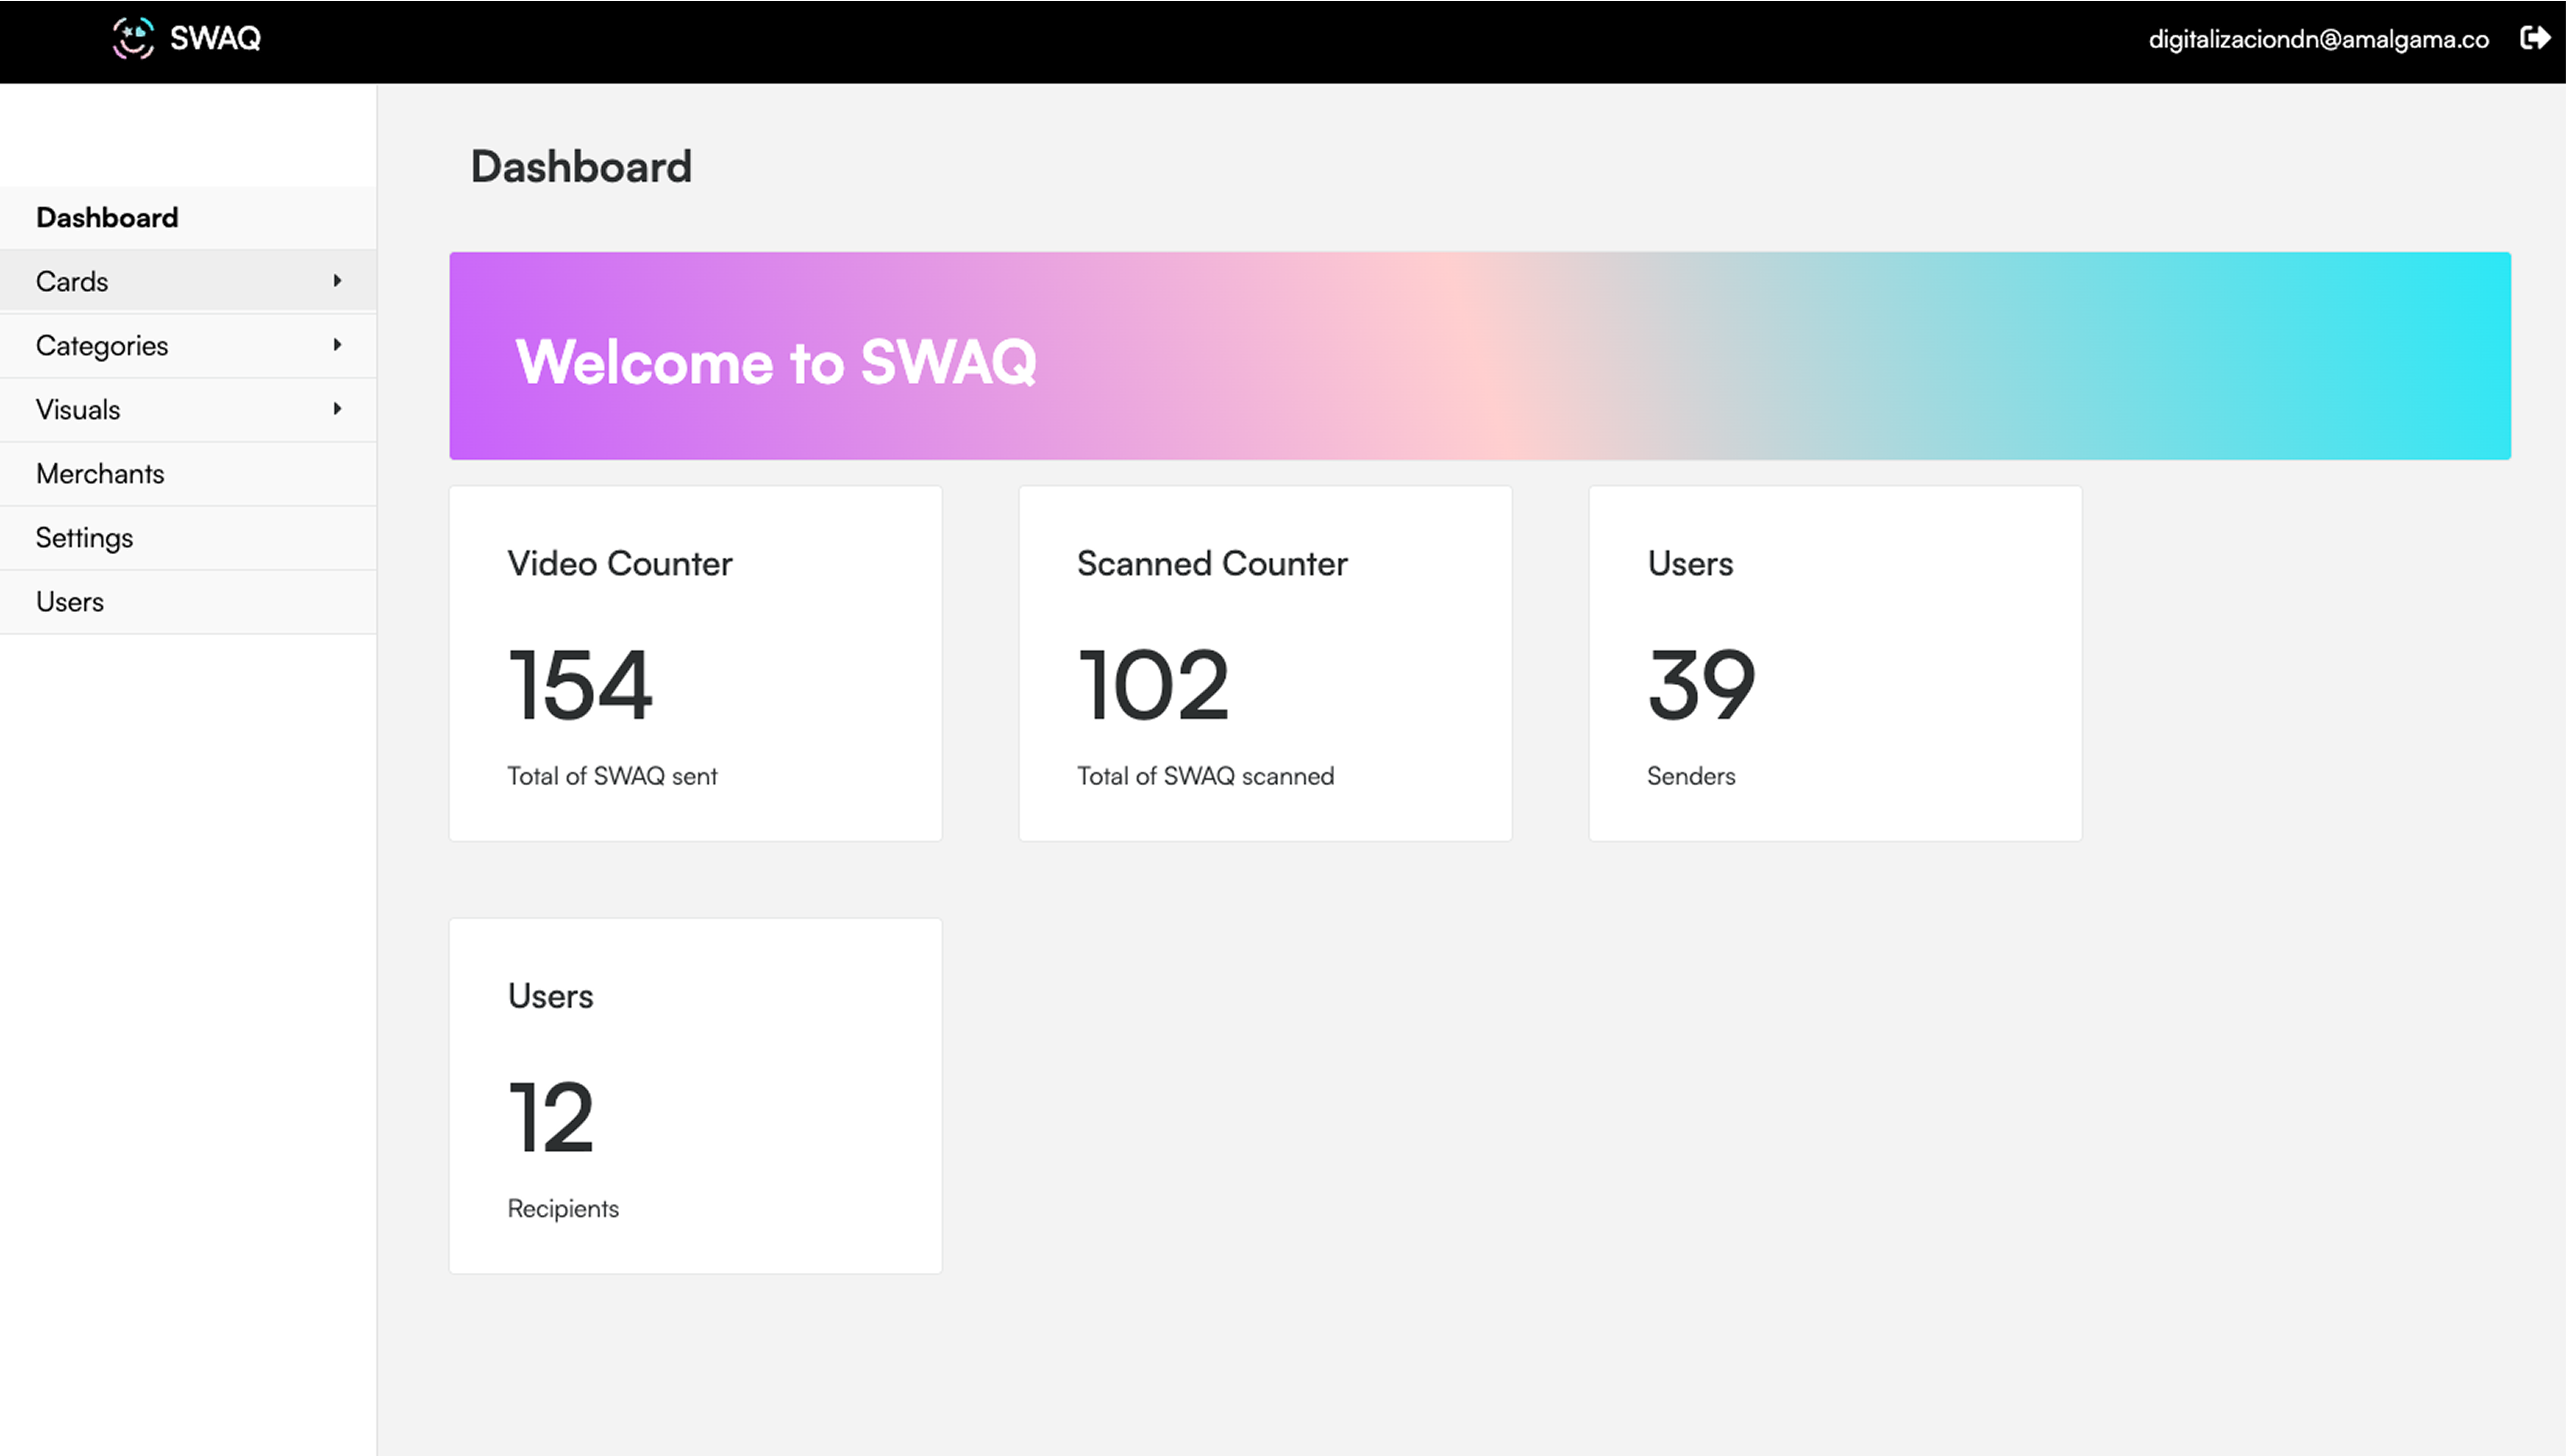 SWAQ
digitalizaciondn@amalgama.co
Dashboard
Cards
Categories
Visuals
Merchants
Settings
Users
Dashboard
Welcome to SWAQ
Video Counter
154
Total of SWAQ sent
Scanned Counter
102
Total of SWAQ scanned
Users
39
Senders
Users
12
Recipients